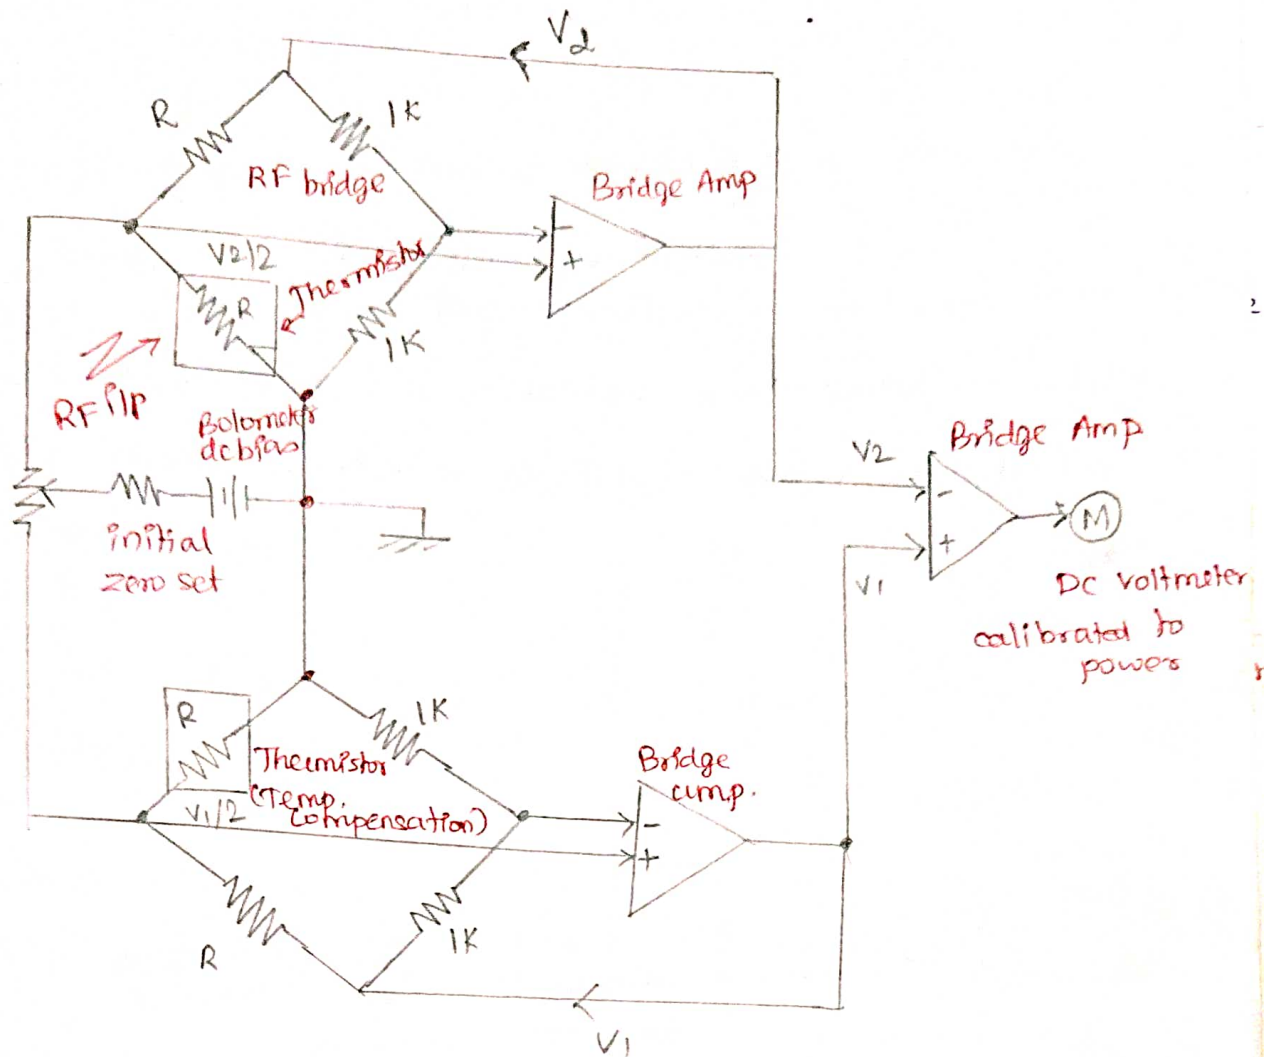 V2
R
1K
RF bridge
Bridge Amp
V2/2
Thermistor
-
+
R
1K
RF i/p
Bolometer
dc bias
V2
Bridge Amp
-
+
M
initial
zero set
V1
DC voltmeter
calibrated to
power
R
1K
Thermistor
(Temp.
compensation)
V1/2
Bridge
amp.
-
+
R
1K
V1